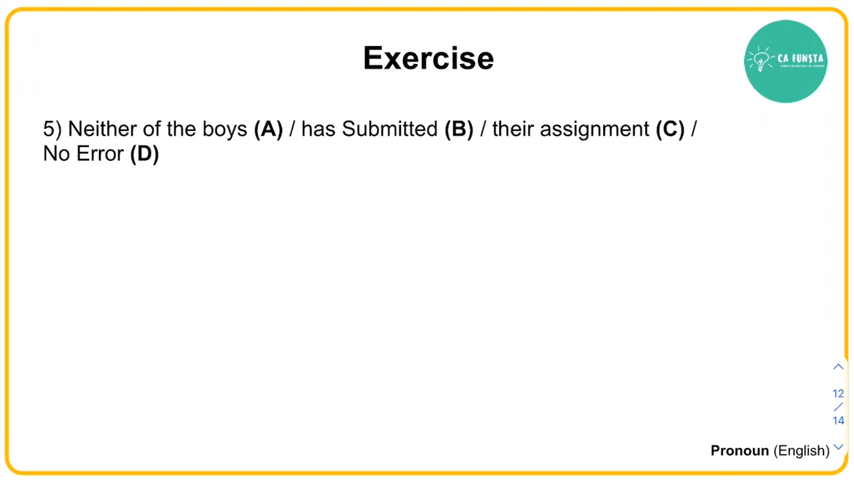 Exercise
CA FUNSTA
5) Neither of the boys (A) / has Submitted (B) / their assignment (C) /
No Error (D)
12
/
14
Pronoun (English)